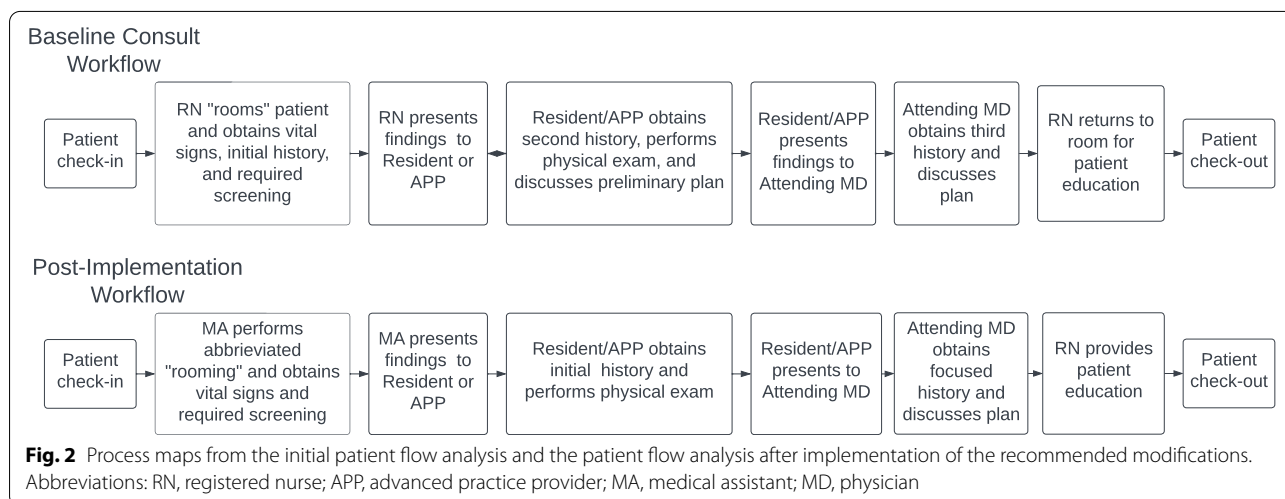 Baseline Consult
Workflow
Patient
check-in
RN "rooms" patient
and obtains vital
signs, initial history,
and required
screening
RN presents
findings to
Resident or
APP
Resident/APP obtains
second history, performs
physical exam, and
discusses preliminary plan
Resident/APP
presents
findings to
Attending MD
Attending MD
obtains third
history and
discusses
plan
RN returns to
room for
patient
education
Patient
check-out
Post-Implementation
Workflow
Patient
check-in
MA performs
abbrieviated
"rooming" and obtains
vital signs and
required screening
MA presents
findings to
Resident or
APP
Resident/APP obtains
initial history and
performs physical exam
Resident/APP
presents to
Attending MD
Attending MD
obtains
focused
history and
discusses plan
RN provides
patient
education
Patient
check-out
Fig. 2 Process maps from the initial patient flow analysis and the patient flow analysis after implementation of the recommended modifications.
Abbreviations: RN, registered nurse; APP, advanced practice provider; MA, medical assistant; MD, physician